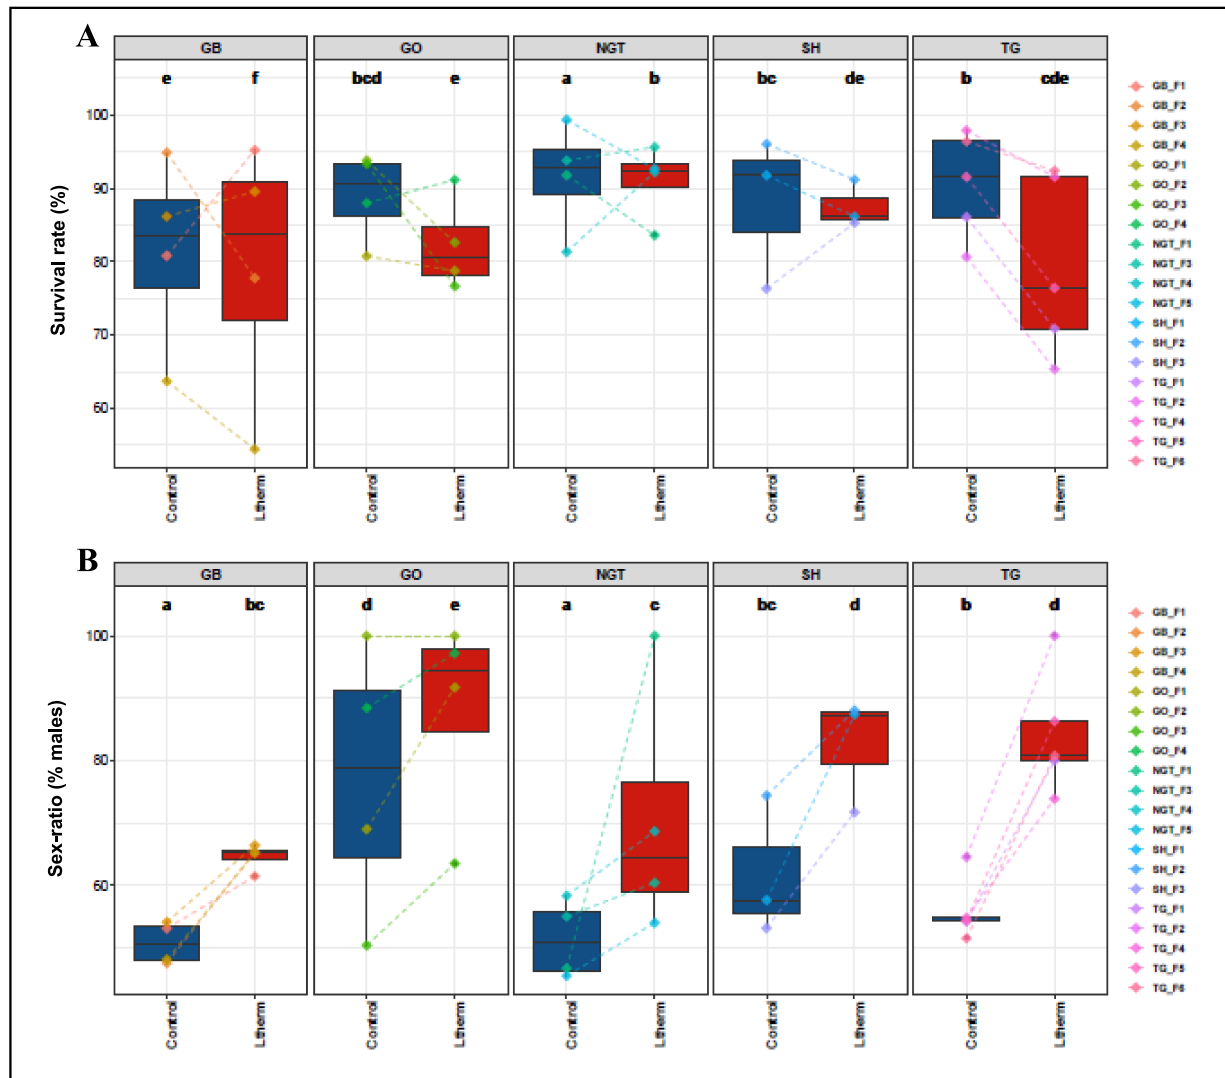 A
GB GO NGT SH TG
e f bcd e a b bc de b cde
Survival rate (%)
100
90
80
70
60
Control Ltherm Control Ltherm Control Ltherm Control Ltherm Control Ltherm
GB_F1
GB_F2
GB_F3
GB_F4
GO_F1
GO_F2
GO_F3
GO_F4
NGT_F1
NGT_F3
NGT_F4
NGT_F5
SH_F1
SH_F2
SH_F3
TG_F1
TG_F2
TG_F4
TG_F5
TG_F6
B
GB GO NGT SH TG
a bc d e a c bc d b d
Sex-ratio (% males)
100
80
60
Control Ltherm Control Ltherm Control Ltherm Control Ltherm Control Ltherm
GB_F1
GB_F2
GB_F3
GB_F4
GO_F1
GO_F2
GO_F3
GO_F4
NGT_F1
NGT_F3
NGT_F4
NGT_F5
SH_F1
SH_F2
SH_F3
TG_F1
TG_F2
TG_F4
TG_F5
TG_F6